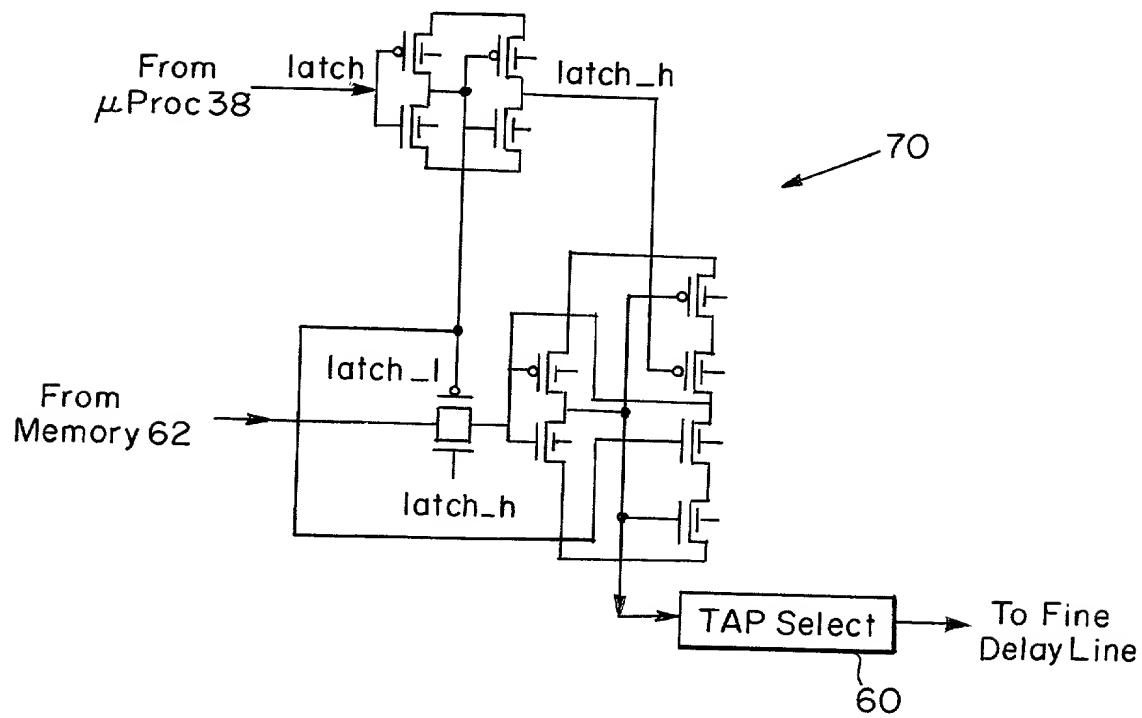 From
μProc 38
latch
latch_h
70
latch_l
From
Memory 62
latch_h
TAP Select
To Fine
Delay Line
60